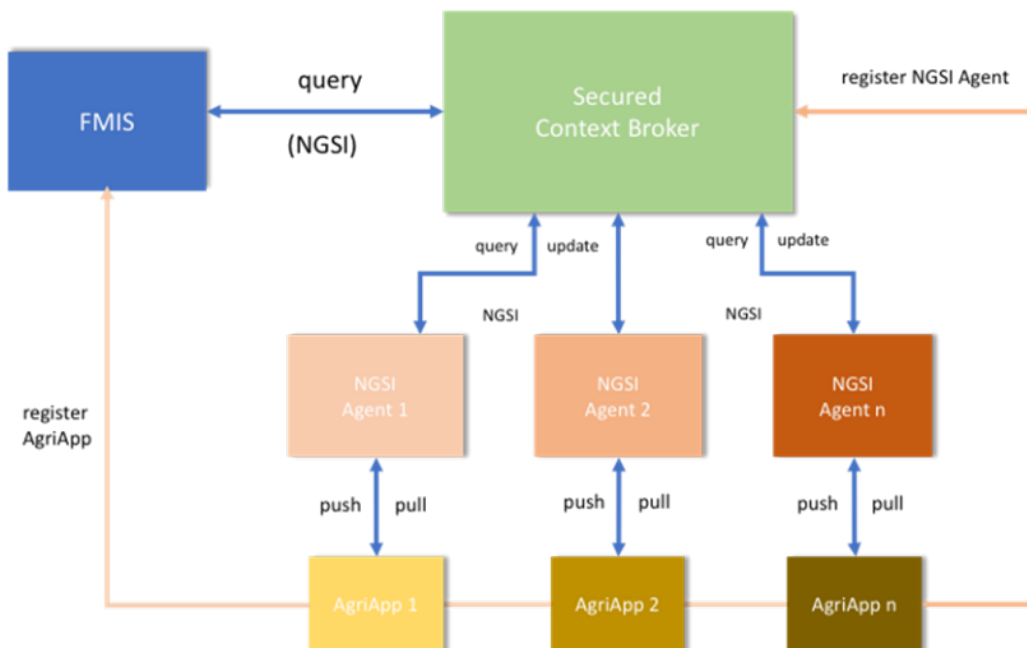 query
register NGSI Agent
FMIS
Secured
Context Broker
(NGSI)
query
update
query
update
NGSI
NGSI
NGSI
Agent 1
NGSI
Agent 2
NGSI
Agent n
register
AgriApp
push
pull
push
pull
push
pull
AgriApp 1
AgriApp 2
AgriApp n